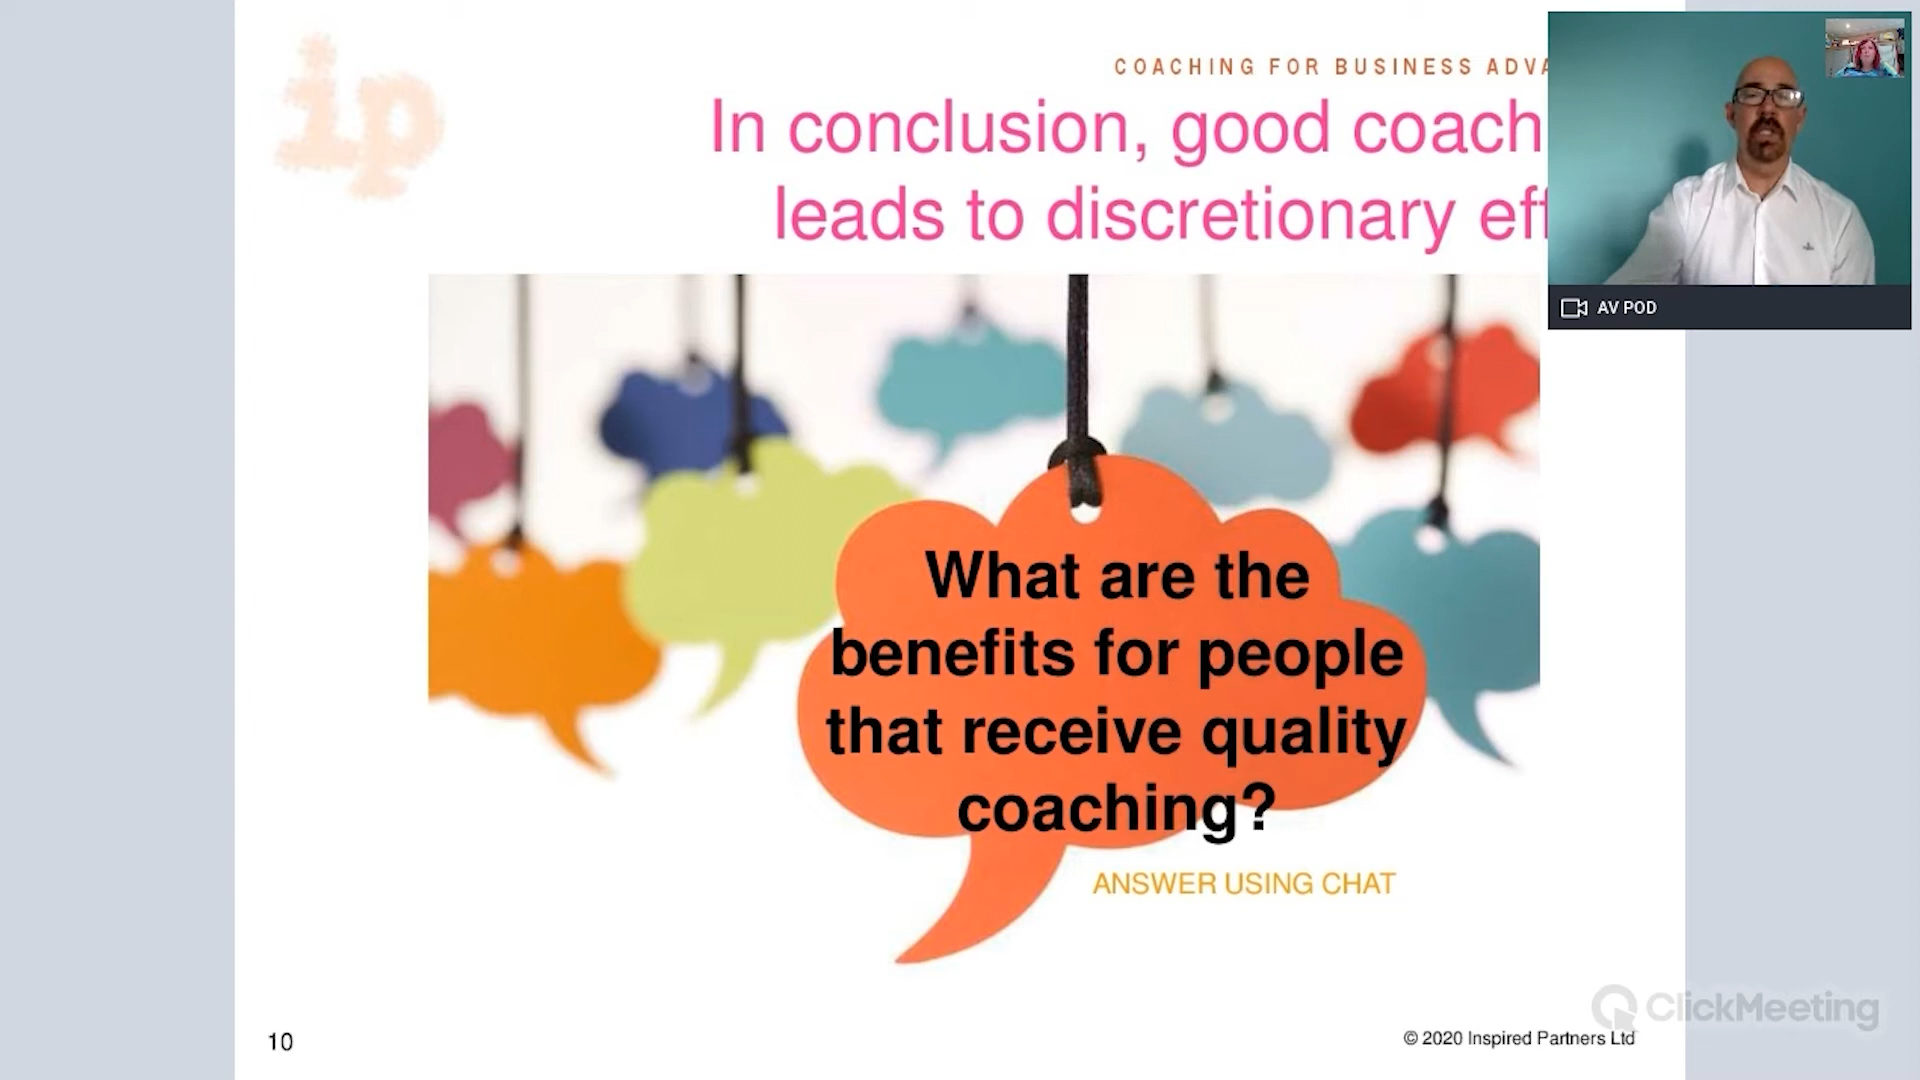 ip
COACHING FOR BUSINESS ADVA
In conclusion, good coach
leads to discretionary eff
AV POD
What are the
benefits for people
that receive quality
coaching?
ANSWER USING CHAT
ClickMeeting
10
© 2020 Inspired Partners Ltd